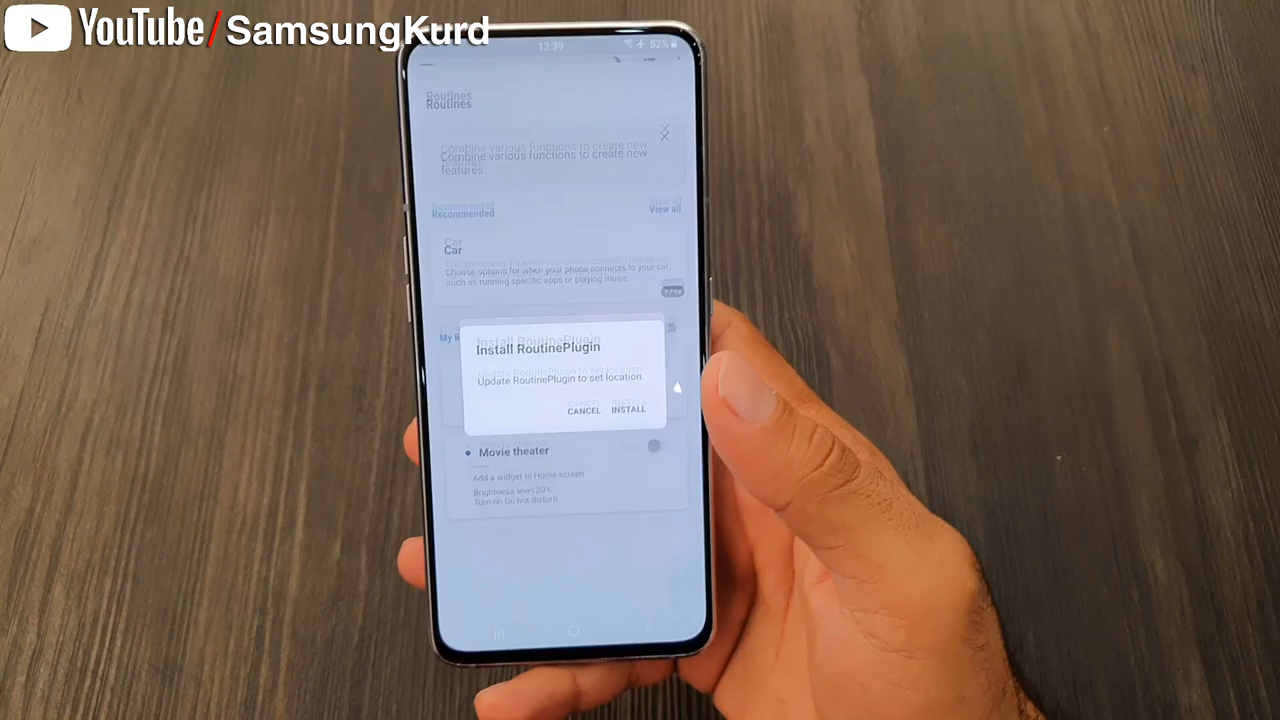 YouTube/SamsungKurd
13:39
52%
Routines
Combine various functions to create new
features.
Recommended
View all
Car
Choose options for when your phone connects to your car,
such as running specific apps or playing music.
My R
Install RoutinePlugin
Update RoutinePlugin to set location.
CANCEL
INSTALL
Movie theater
Add a widget to Home screen
Brightness level 20%
Turn on Do not disturb